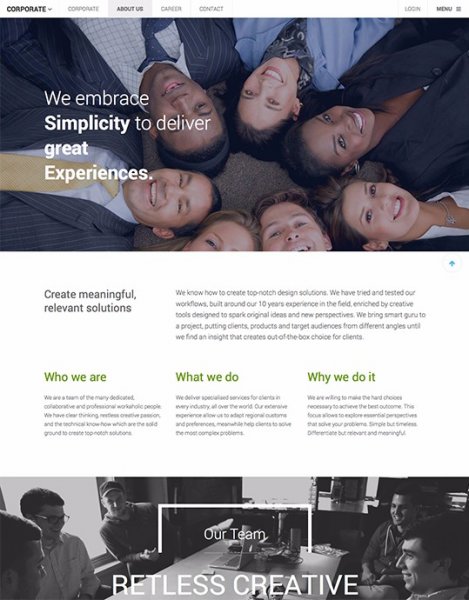 CORPORATE CORPORATE ABOUT US CAREER CONTACT LOGIN MENU
We embrace
Simplicity to deliver
great
Experiences.
Create meaningful,
relevant solutions
We know how to create top-notch design solutions. We have tried and tested our
workflows, built around our 10 years experience in the field, enriched by creative
tools designed to spark original ideas and new perspectives. We bring smart guru to
a project, putting clients, products and target audiences from different angles until
we find an insight that creates out-of-the-box choice for clients.
Who we are
We are a team of the many dedicated,
collaborative and professional workaholic people.
We have clear thinking, restless creative passion,
and the technical know-how which are the solid
ground to create top-notch solutions.
What we do
We deliver specialised services for clients in
every industry, all over the world. Our extensive
experience allow us to adapt regional customs
and preferences, meanwhile help clients to solve
the most complex problems.
Why we do it
We are willing to make the hard choices
necessary to achieve the best outcome. This
focus allows to explore essential perspectives
that solve your problems. Simple but timeless.
Differentiate but relevant and meaningful.
Our Team
RETLESS CREATIVE